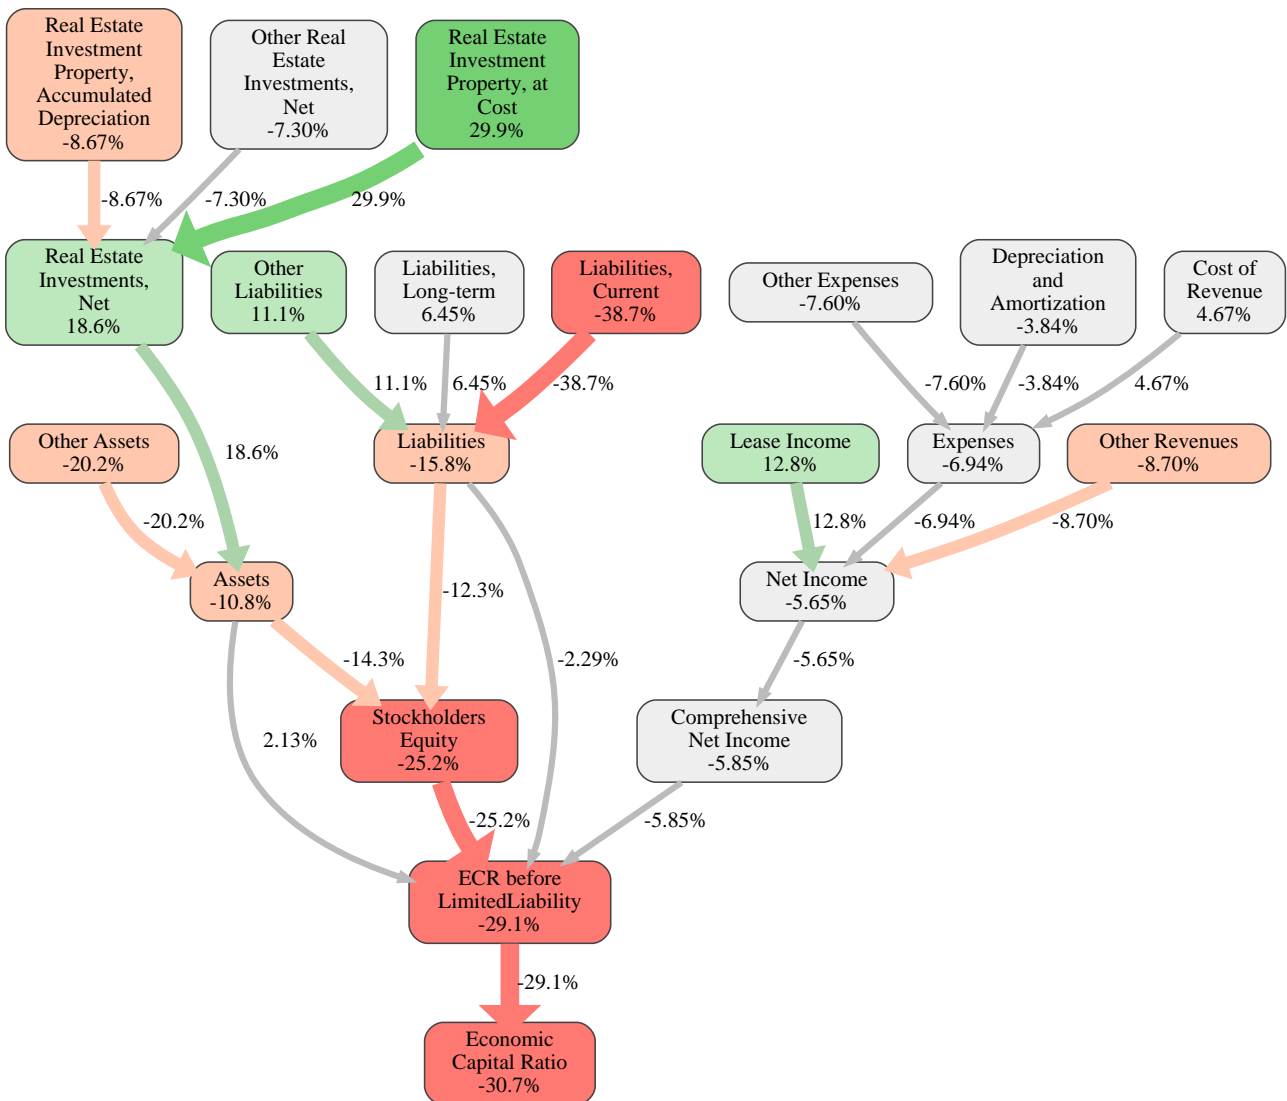 Real Estate
Investment
Property,
Accumulated
Depreciation
-8.67%
Other Real
Estate
Investments,
Net
-7.30%
Real Estate
Investment
Property, at
Cost
29.9%
-8.67%
-7.30%
29.9%
Real Estate
Investments,
Net
18.6%
Other
Liabilities
11.1%
Liabilities,
Long-term
6.45%
Liabilities,
Current
-38.7%
Other Expenses
-7.60%
Depreciation
and
Amortization
-3.84%
Cost of
Revenue
4.67%
11.1%
6.45%
-38.7%
-7.60%
-3.84%
4.67%
Other Assets
-20.2%
18.6%
Liabilities
-15.8%
Lease Income
12.8%
Expenses
-6.94%
Other Revenues
-8.70%
-20.2%
12.8%
-6.94%
-8.70%
Assets
-10.8%
-12.3%
Net Income
-5.65%
-14.3%
-2.29%
-5.65%
2.13%
Stockholders
Equity
-25.2%
Comprehensive
Net Income
-5.85%
-25.2%
-5.85%
ECR before
LimitedLiability
-29.1%
-29.1%
Economic
Capital Ratio
-30.7%